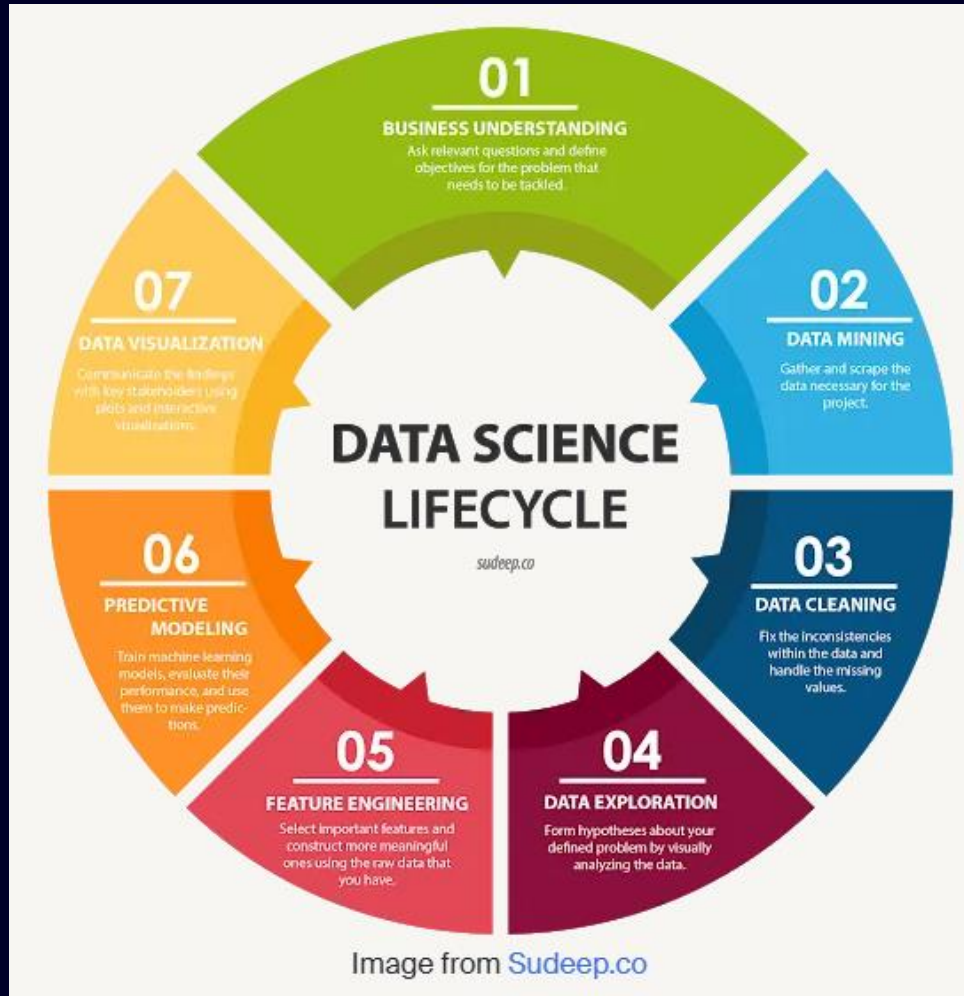 01
BUSINESS UNDERSTANDING
Ask relevant questions and define
objectives for the problem that
needs to be tackled.
02
DATA MINING
Gather and scrape the
data necessary for the
project.
03
DATA CLEANING
Fix the inconsistencies
within the data and
handle the missing
values.
04
DATA EXPLORATION
Form hypotheses about your
defined problem by visually
analyzing the data.
05
FEATURE ENGINEERING
Select important features and
construct more meaningful
ones using the raw data that
you have.
06
PREDICTIVE
MODELING
Train machine learning
models, evaluate their
performance, and use
them to make predic-
tions.
07
DATA VISUALIZATION
Communicate the findings
with key stakeholders using
plots and interactive
visualizations.
DATA SCIENCE
LIFECYCLE
sudeep.co
Image from Sudeep.co